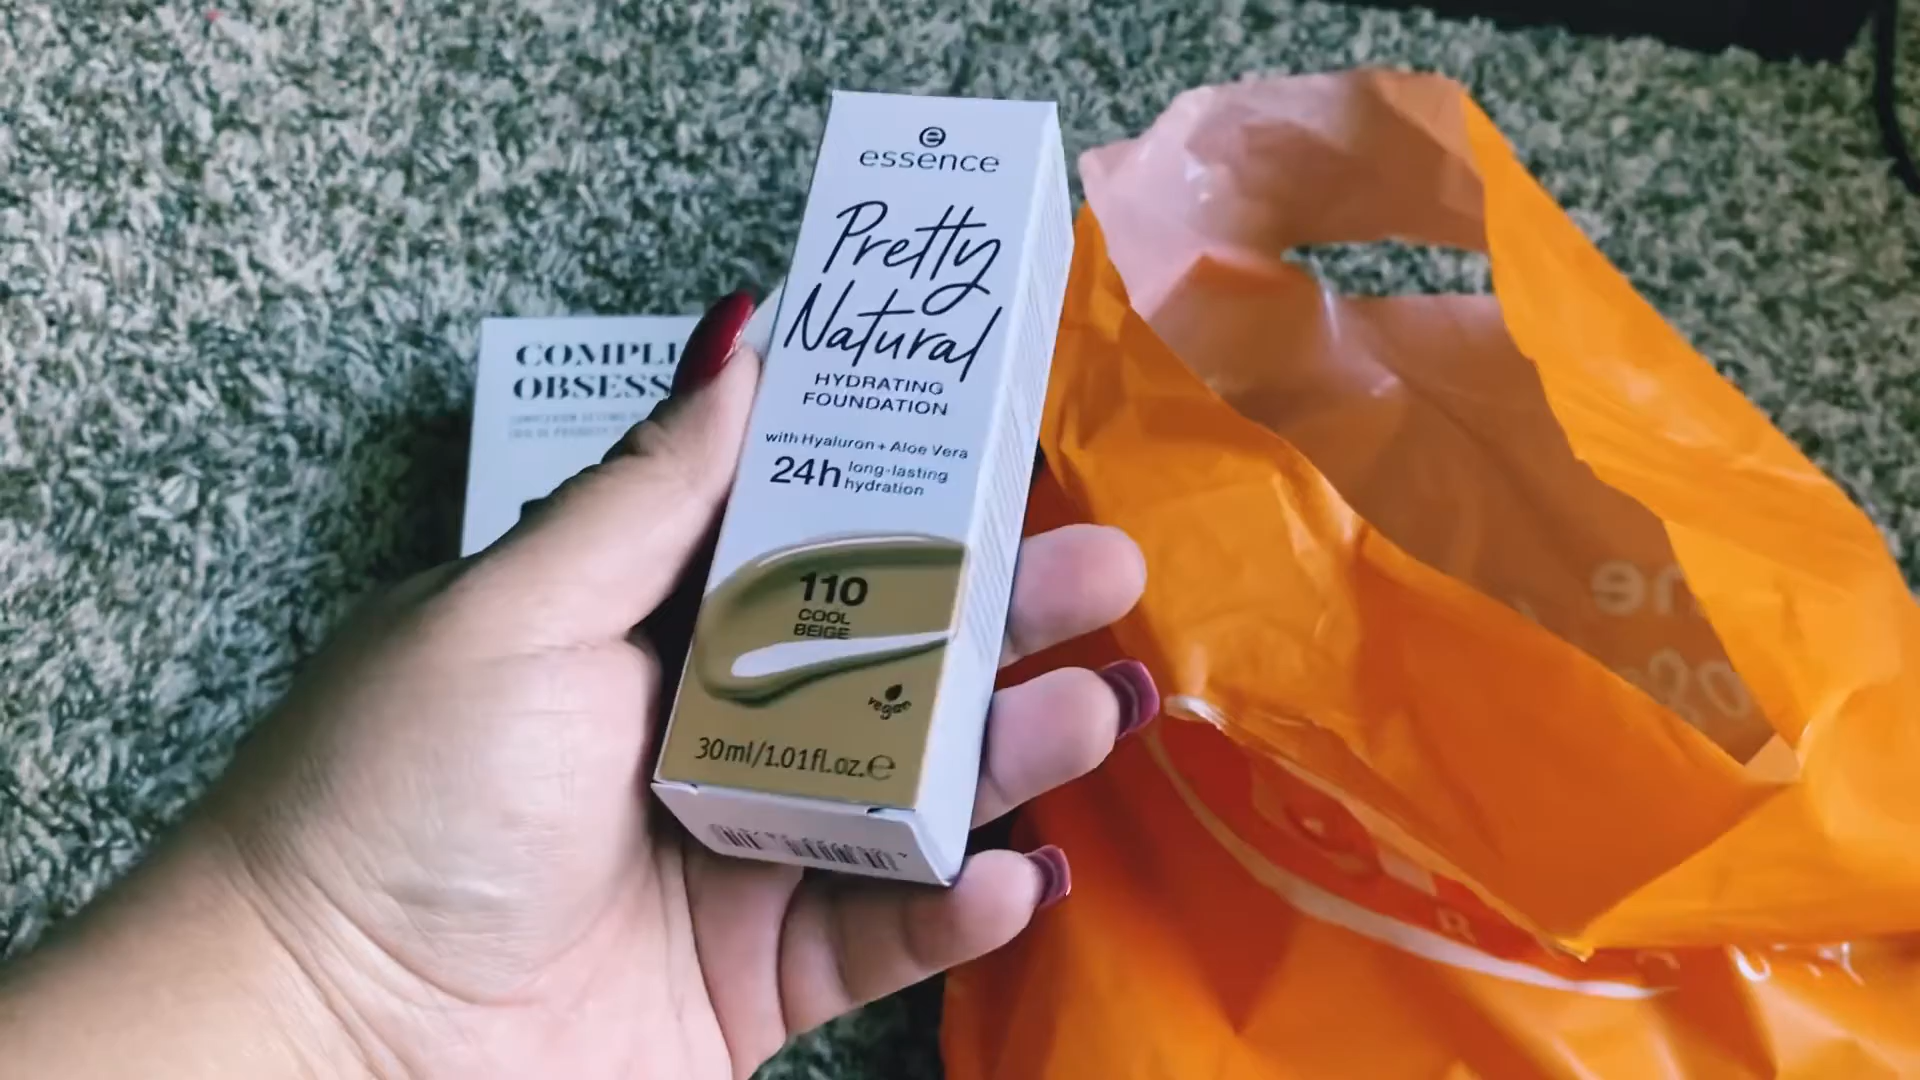 essence
Pretty
Natural
HYDRATING
FOUNDATION
with Hyaluron + Aloe Vera
24h long-lasting
hydration
110
COOL
BEIGE
vegan
30ml/1.01fl.oz.℮
COMPL
OBSESS